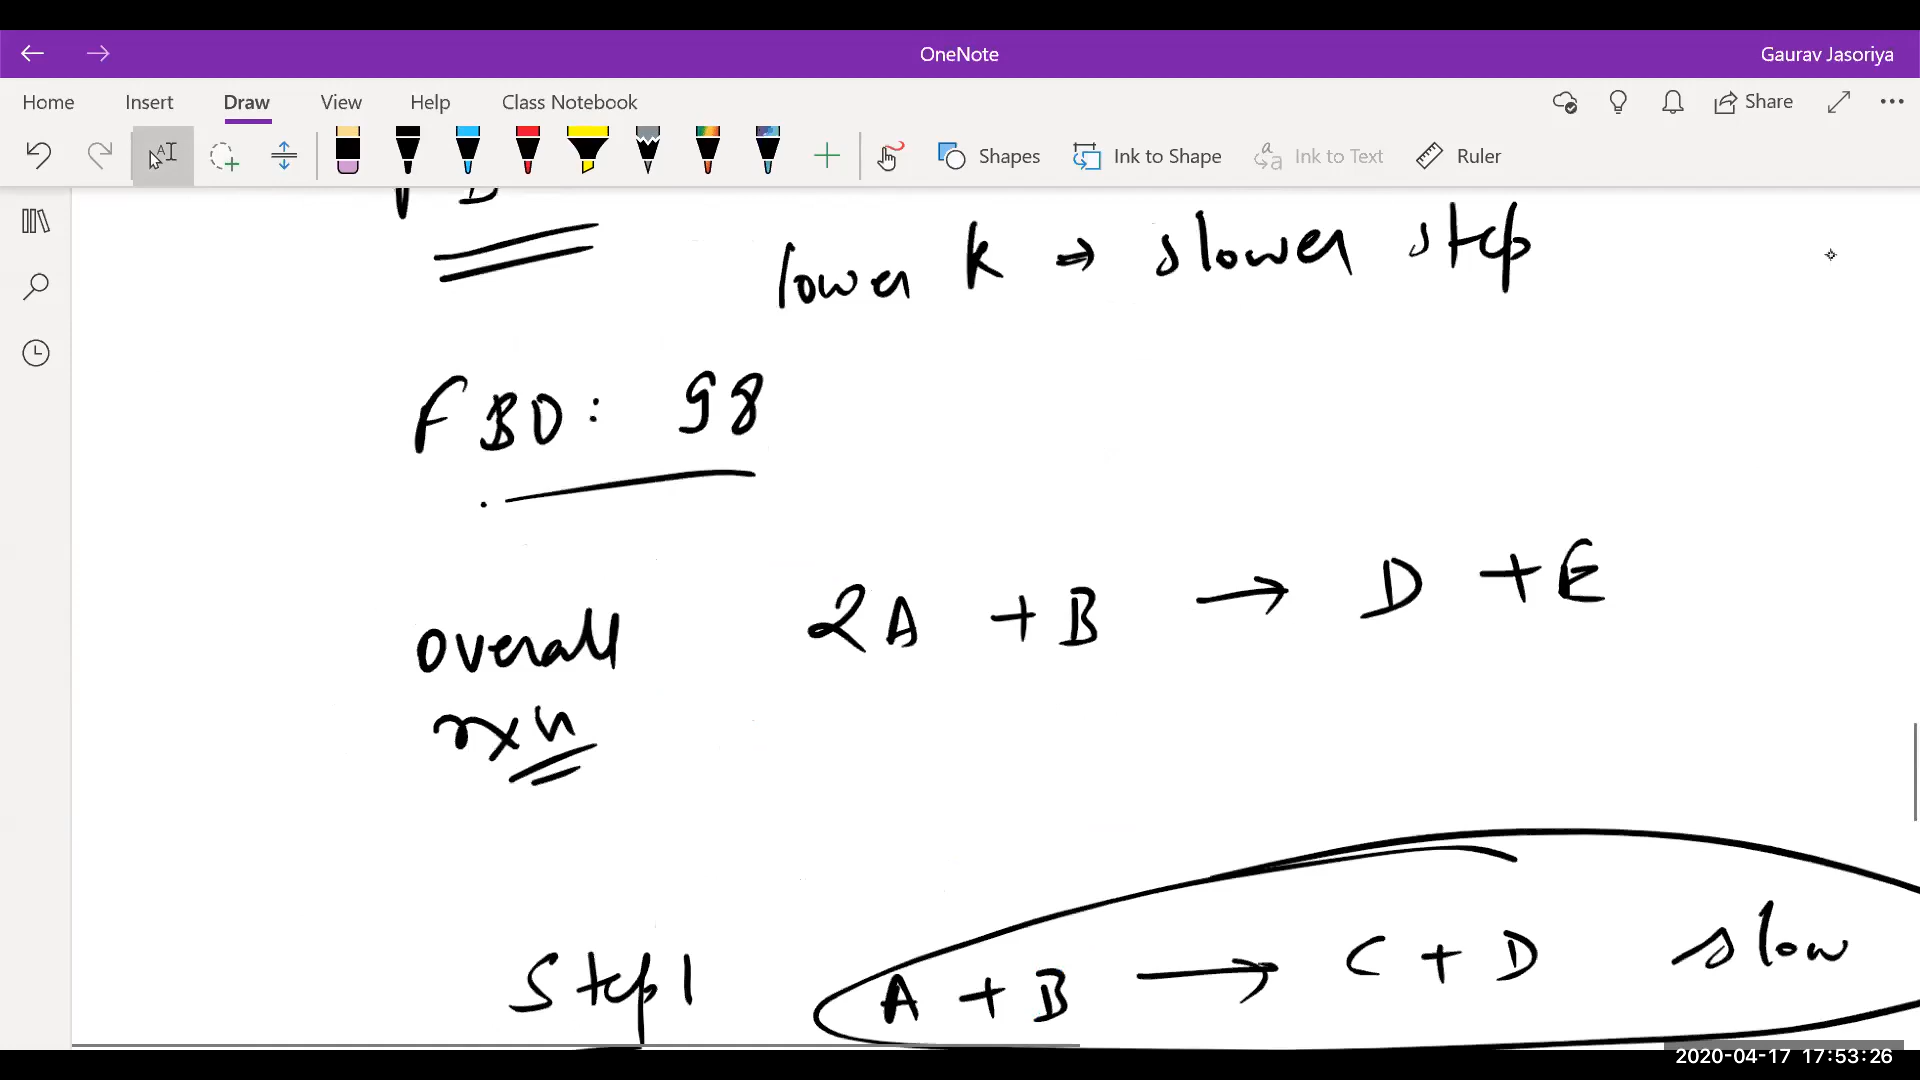 OneNote
Gaurav Jasoriya
Home Insert Draw View Help Class Notebook Share
Shapes Ink to Shape Ink to Text Ruler
lower k → slower step
FBD: 98
overall 2A + B → D + E
rxn
Step 1 A + B → C + D slow
2020-04-17 17:53:26